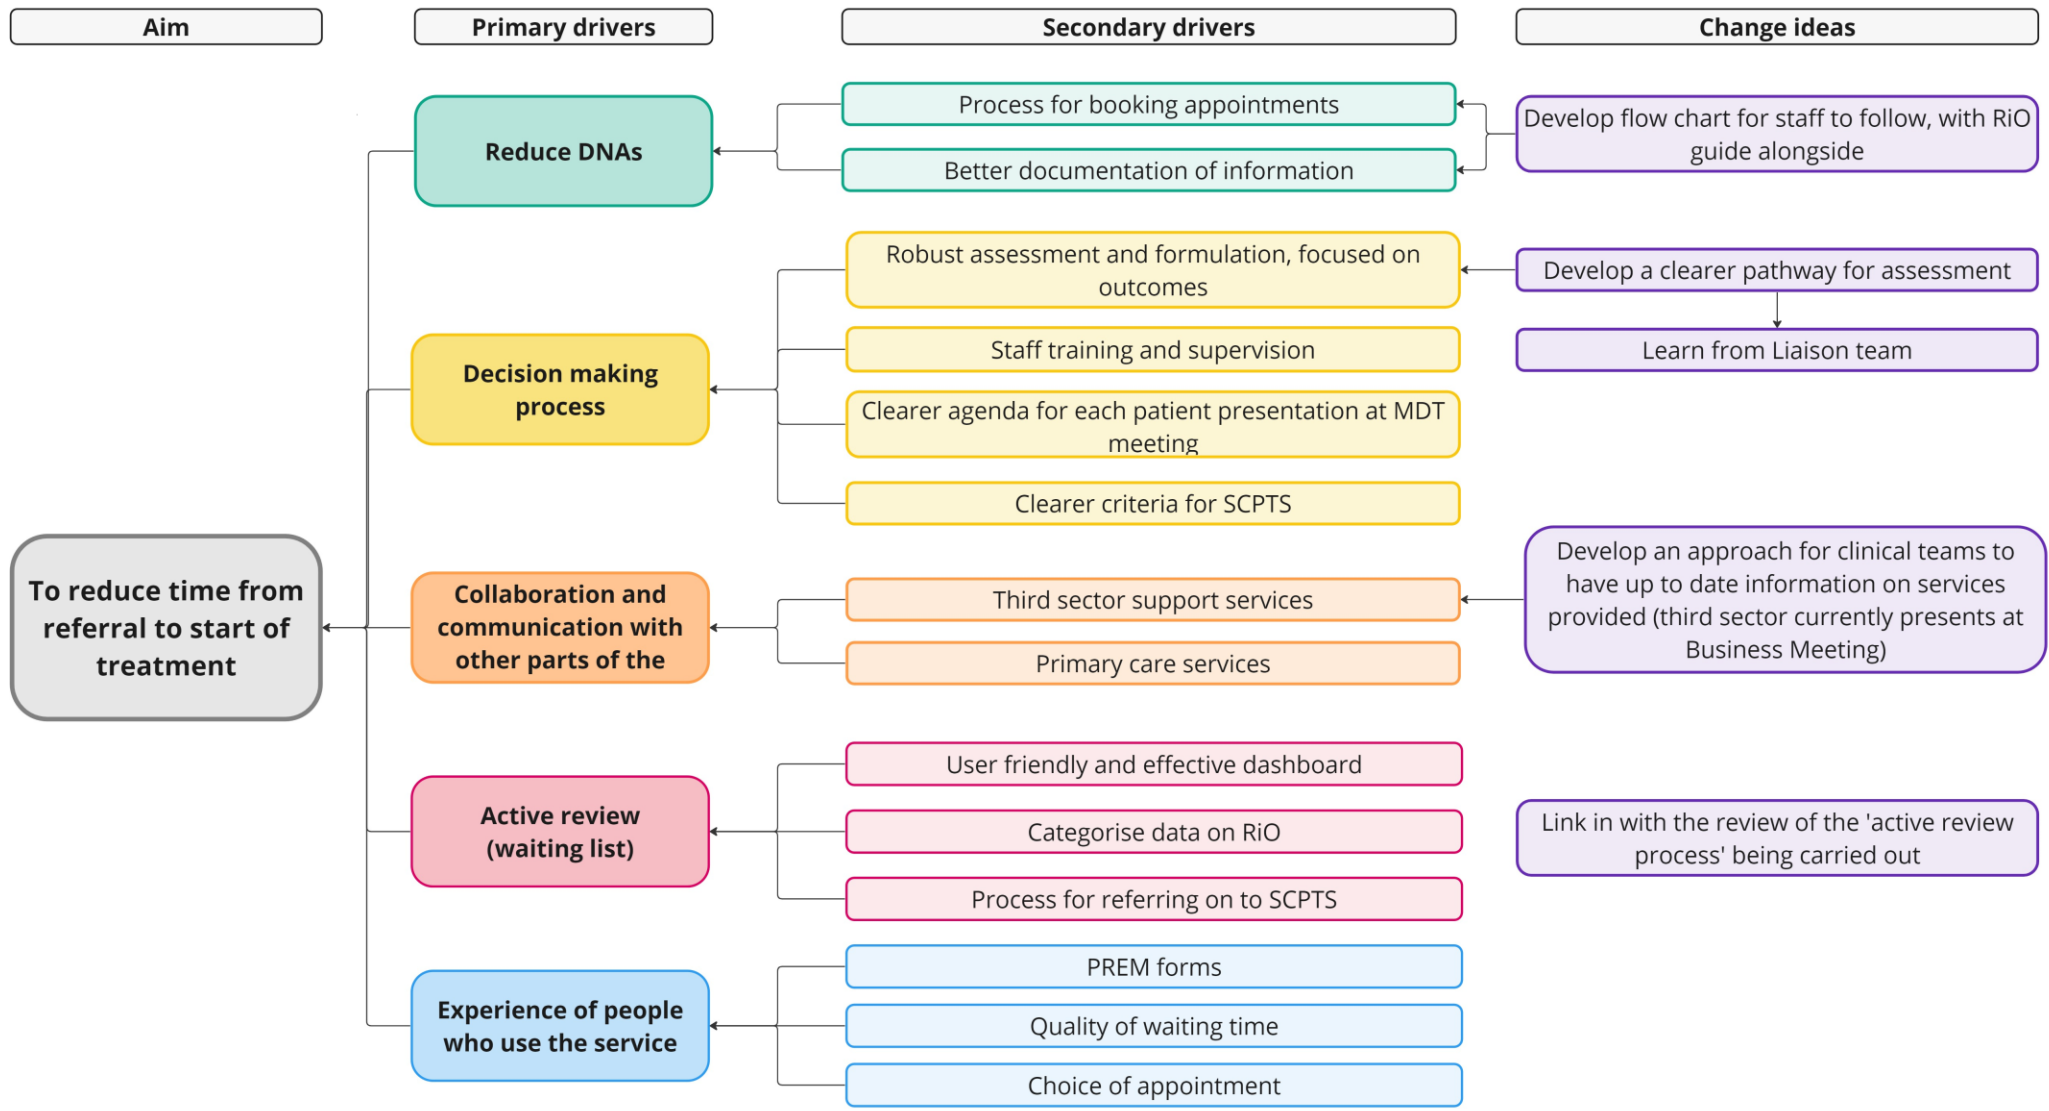 Aim
Primary drivers
Secondary drivers
Change ideas
Reduce DNAs
Process for booking appointments
Better documentation of information
Develop flow chart for staff to follow, with RiO
guide alongside
Decision making
process
Robust assessment and formulation, focused on
outcomes
Staff training and supervision
Clearer agenda for each patient presentation at MDT
meeting
Clearer criteria for SCPTS
Develop a clearer pathway for assessment
Learn from Liaison team
To reduce time from
referral to start of
treatment
Collaboration and
communication with
other parts of the
Third sector support services
Primary care services
Develop an approach for clinical teams to
have up to date information on services
provided (third sector currently presents at
Business Meeting)
Active review
(waiting list)
User friendly and effective dashboard
Categorise data on RiO
Process for referring on to SCPTS
Link in with the review of the 'active review
process' being carried out
Experience of people
who use the service
PREM forms
Quality of waiting time
Choice of appointment